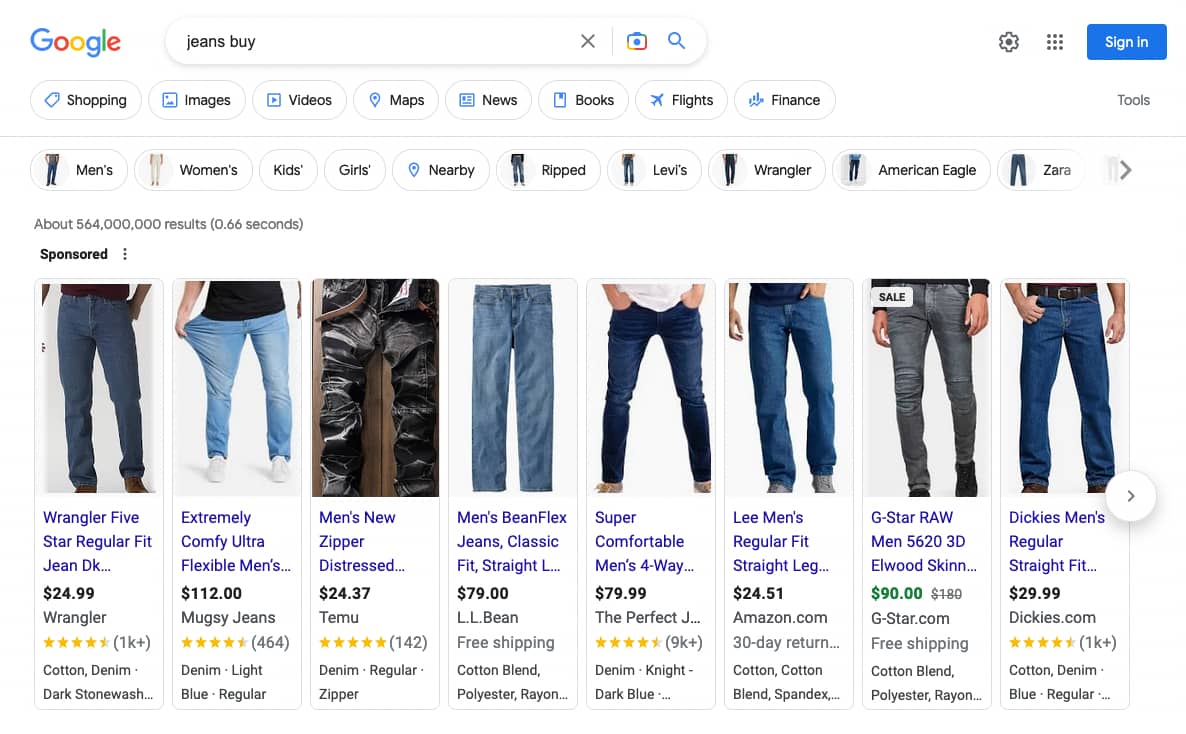 Google
jeans buy
Sign in
Shopping
Images
Videos
Maps
News
Books
Flights
Finance
Tools
Men's
Women's
Kids'
Girls'
Nearby
Ripped
Levi's
Wrangler
American Eagle
Zara
About 564,000,000 results (0.66 seconds)
Sponsored
Wrangler Five
Star Regular Fit
Jean Dk...
$24.99
Wrangler
(1k+)
Cotton, Denim ·
Dark Stonewash...
Extremely
Comfy Ultra
Flexible Men's...
$112.00
Mugsy Jeans
(464)
Denim · Light
Blue · Regular
Men's New
Zipper
Distressed...
$24.37
Temu
(142)
Denim · Regular ·
Zipper
Men's BeanFlex
Jeans, Classic
Fit, Straight L...
$79.00
L.L.Bean
Free shipping
Cotton Blend,
Polyester, Rayon...
Super
Comfortable
Men's 4-Way...
$79.99
The Perfect J...
(9k+)
Denim · Knight -
Dark Blue ·...
Lee Men's
Regular Fit
Straight Leg...
$24.51
Amazon.com
30-day return...
Cotton, Cotton
Blend, Spandex,...
SALE
G-Star RAW
Men 5620 3D
Elwood Skinn...
$90.00 $180
G-Star.com
Free shipping
Cotton Blend,
Polyester, Rayon...
Dickies Men's
Regular
Straight Fit...
$29.99
Dickies.com
(1k+)
Cotton, Denim ·
Blue · Regular ·...